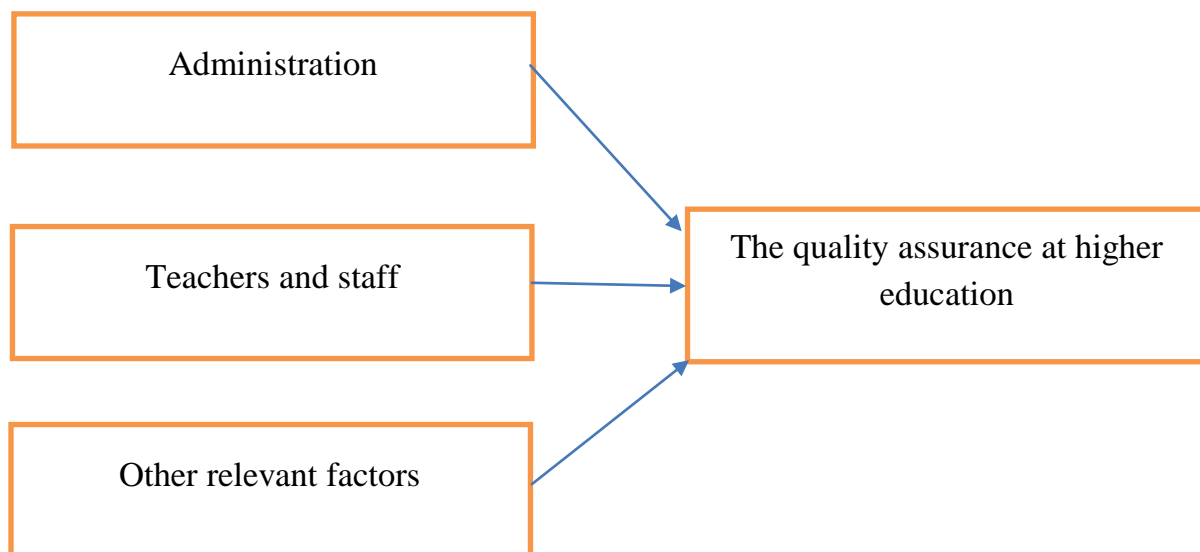 Administration
Teachers and staff
Other relevant factors
The quality assurance at higher
education